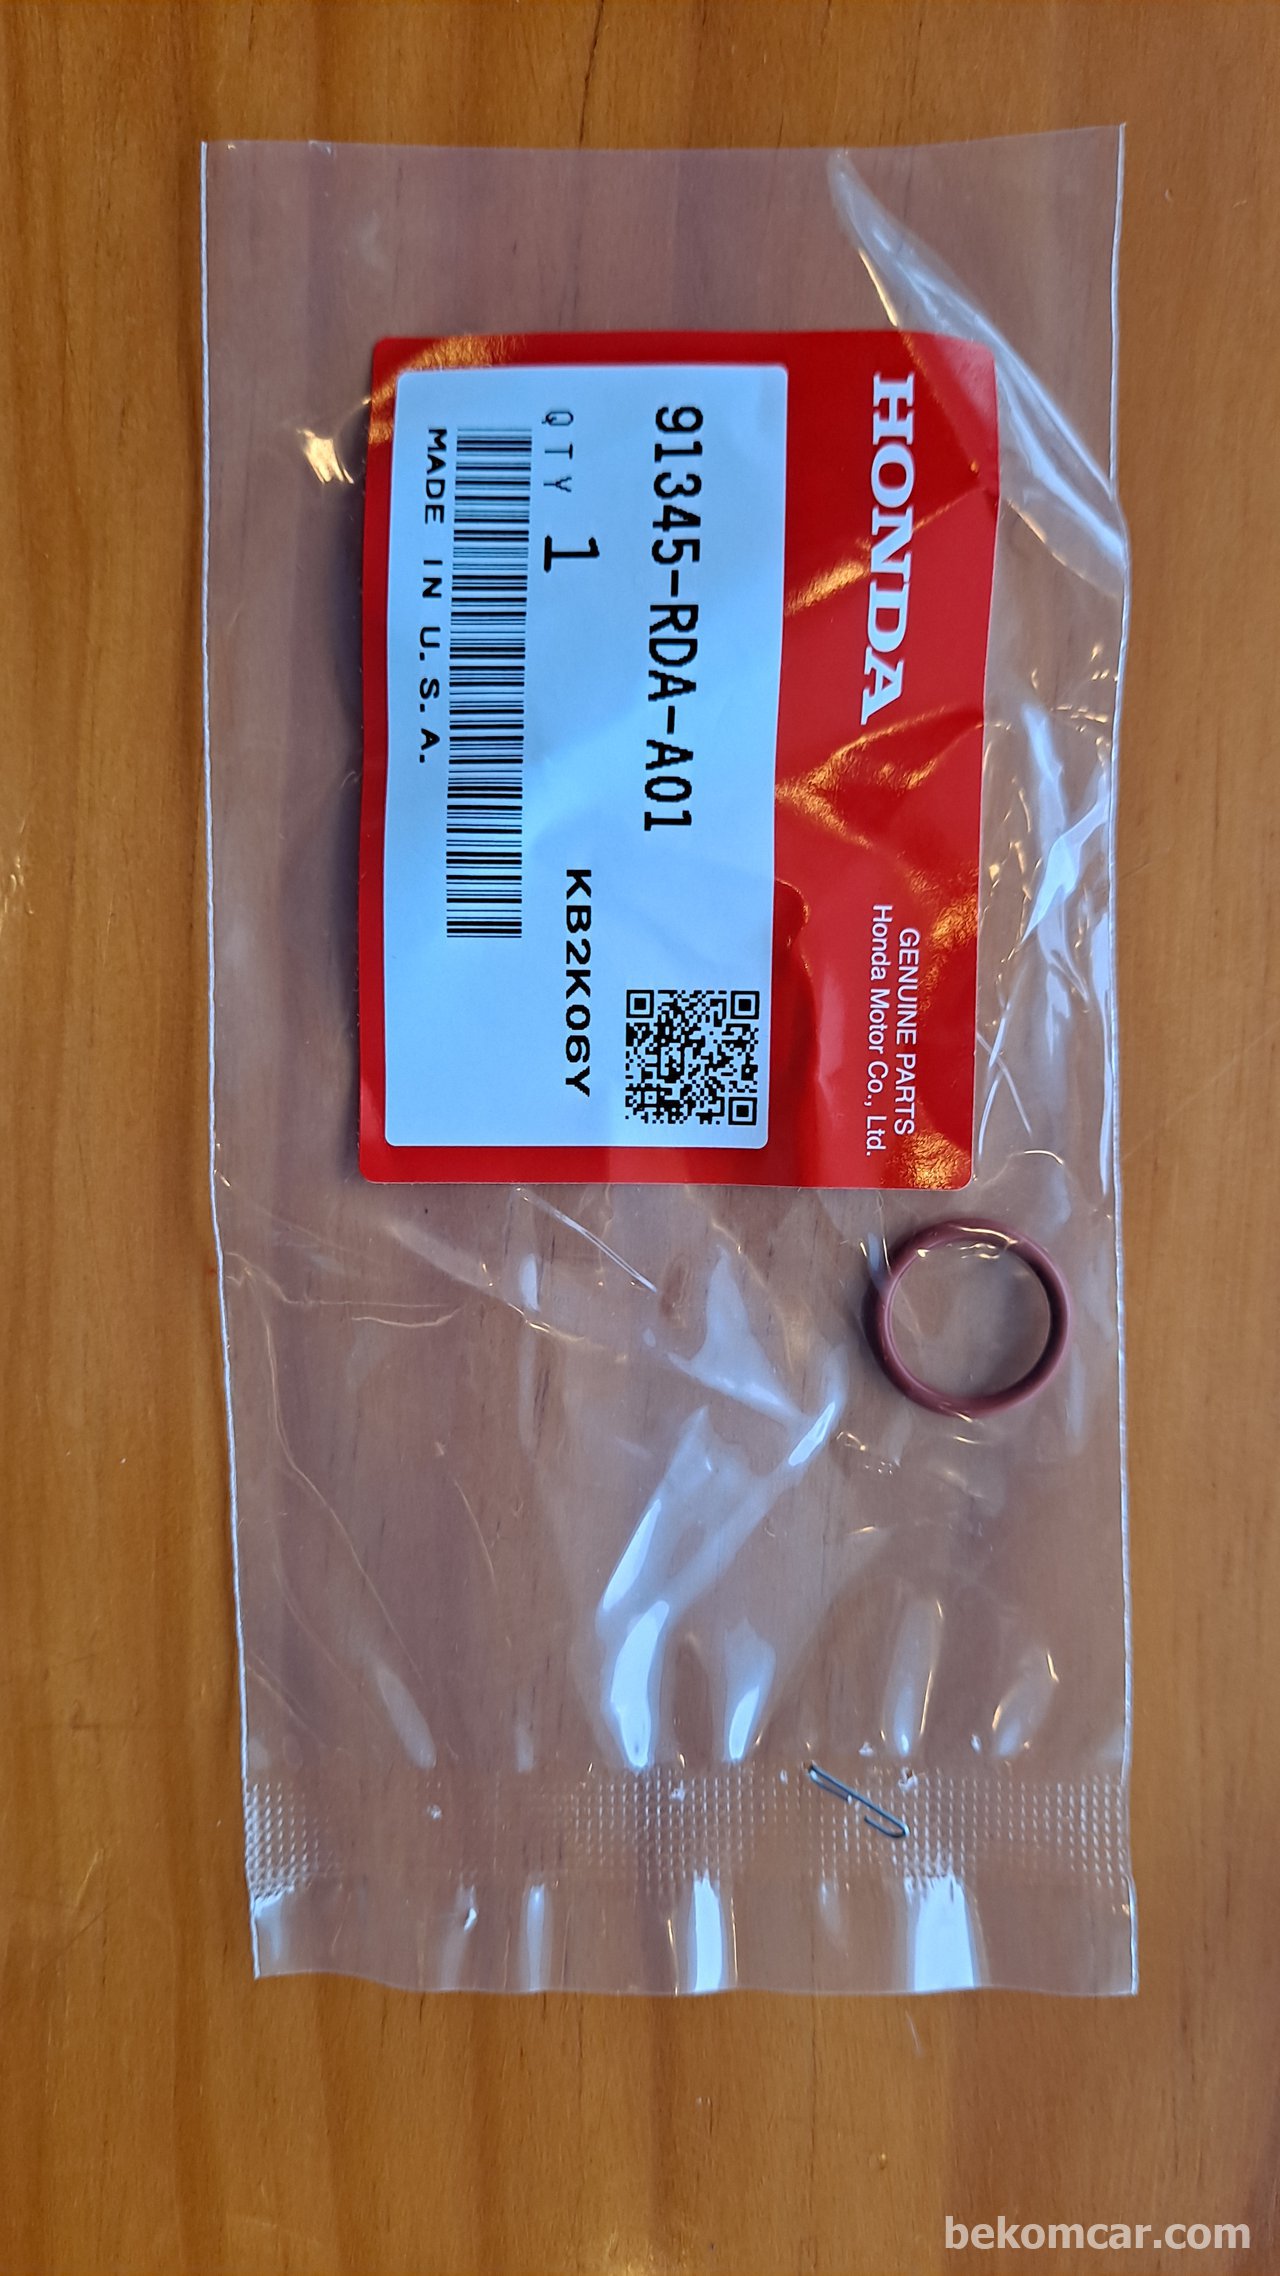 HONDA
GENUINE PARTS
Honda Motor Co., Ltd.
91345-RDA-A01
QTY 1
KB2K06Y
MADE IN U.S.A.
bekomcar.com